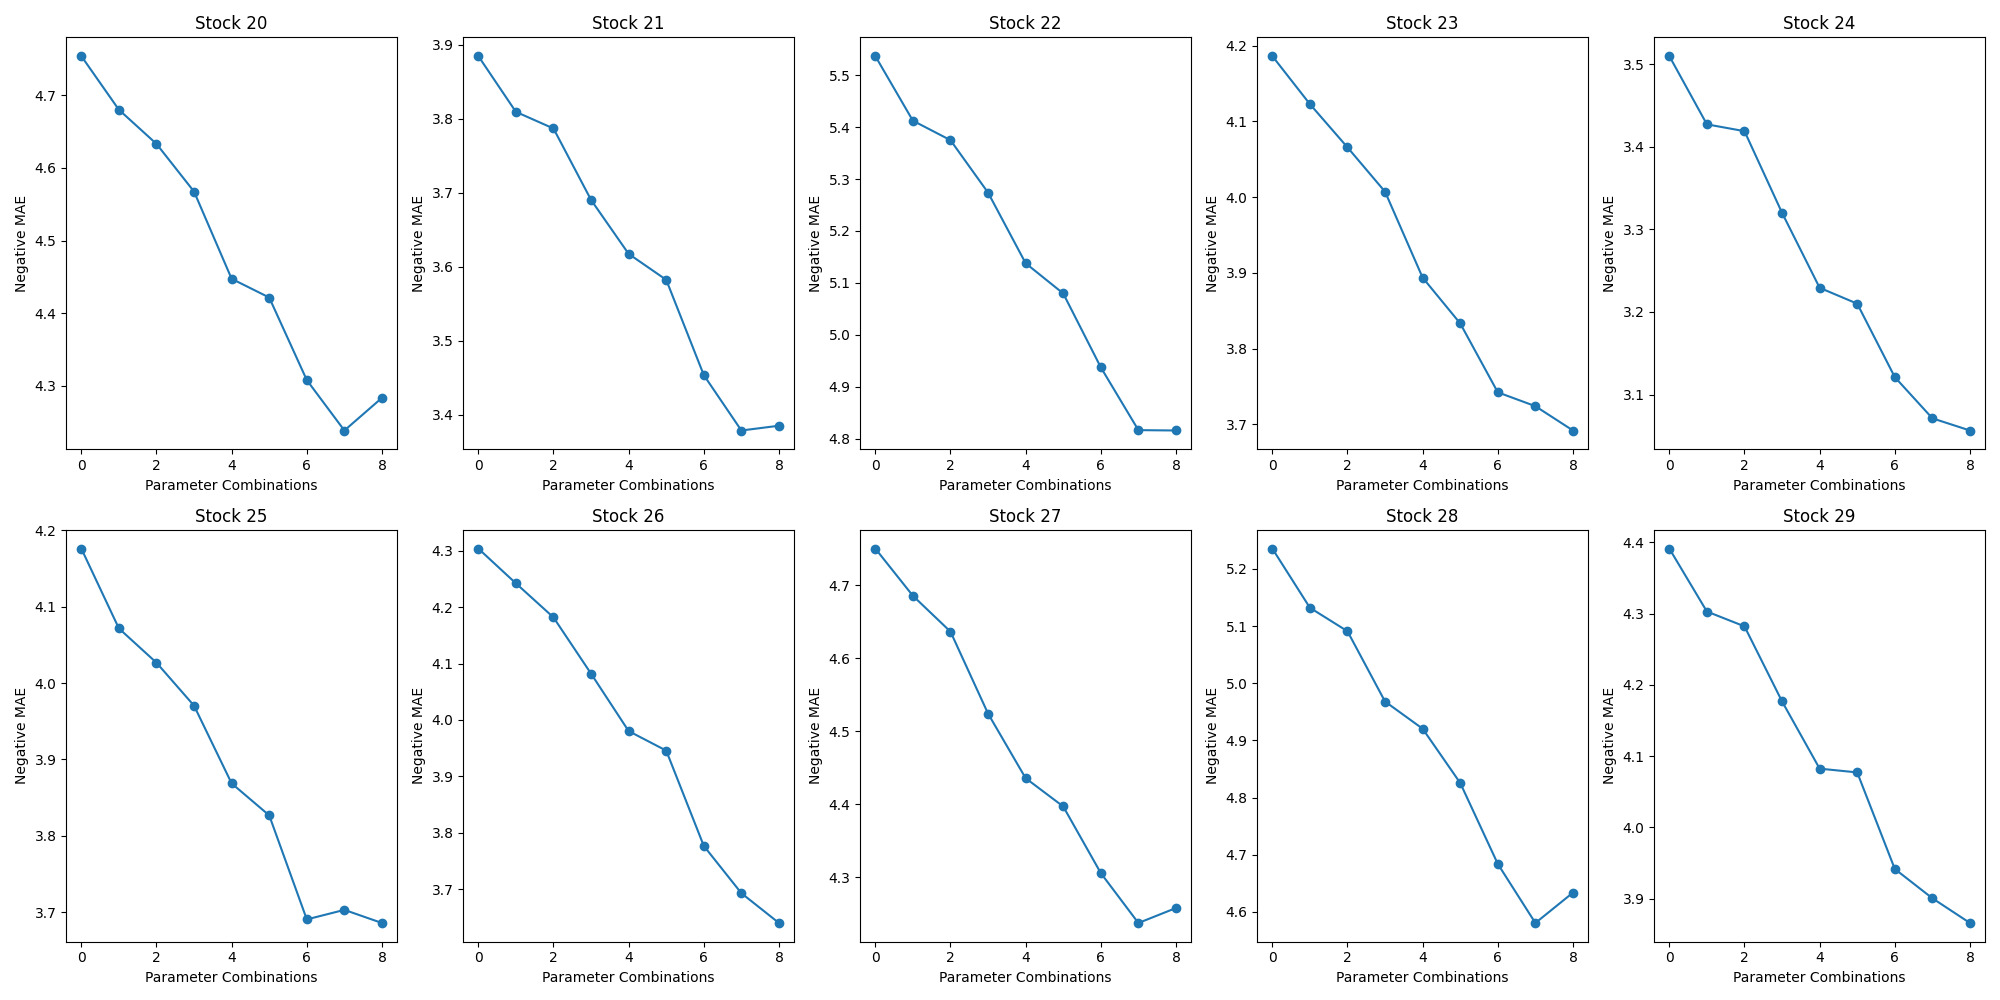 Stock 20
Negative MAE
4.7
4.6
4.5
4.4
4.3
0 2 4 6 8
Parameter Combinations
Stock 21
Negative MAE
3.9
3.8
3.7
3.6
3.5
3.4
0 2 4 6 8
Parameter Combinations
Stock 22
Negative MAE
5.5
5.4
5.3
5.2
5.1
5.0
4.9
4.8
0 2 4 6 8
Parameter Combinations
Stock 23
Negative MAE
4.2
4.1
4.0
3.9
3.8
3.7
0 2 4 6 8
Parameter Combinations
Stock 24
Negative MAE
3.5
3.4
3.3
3.2
3.1
0 2 4 6 8
Parameter Combinations
Stock 25
Negative MAE
4.2
4.1
4.0
3.9
3.8
3.7
0 2 4 6 8
Parameter Combinations
Stock 26
Negative MAE
4.3
4.2
4.1
4.0
3.9
3.8
3.7
0 2 4 6 8
Parameter Combinations
Stock 27
Negative MAE
4.7
4.6
4.5
4.4
4.3
0 2 4 6 8
Parameter Combinations
Stock 28
Negative MAE
5.2
5.1
5.0
4.9
4.8
4.7
4.6
0 2 4 6 8
Parameter Combinations
Stock 29
Negative MAE
4.4
4.3
4.2
4.1
4.0
3.9
0 2 4 6 8
Parameter Combinations